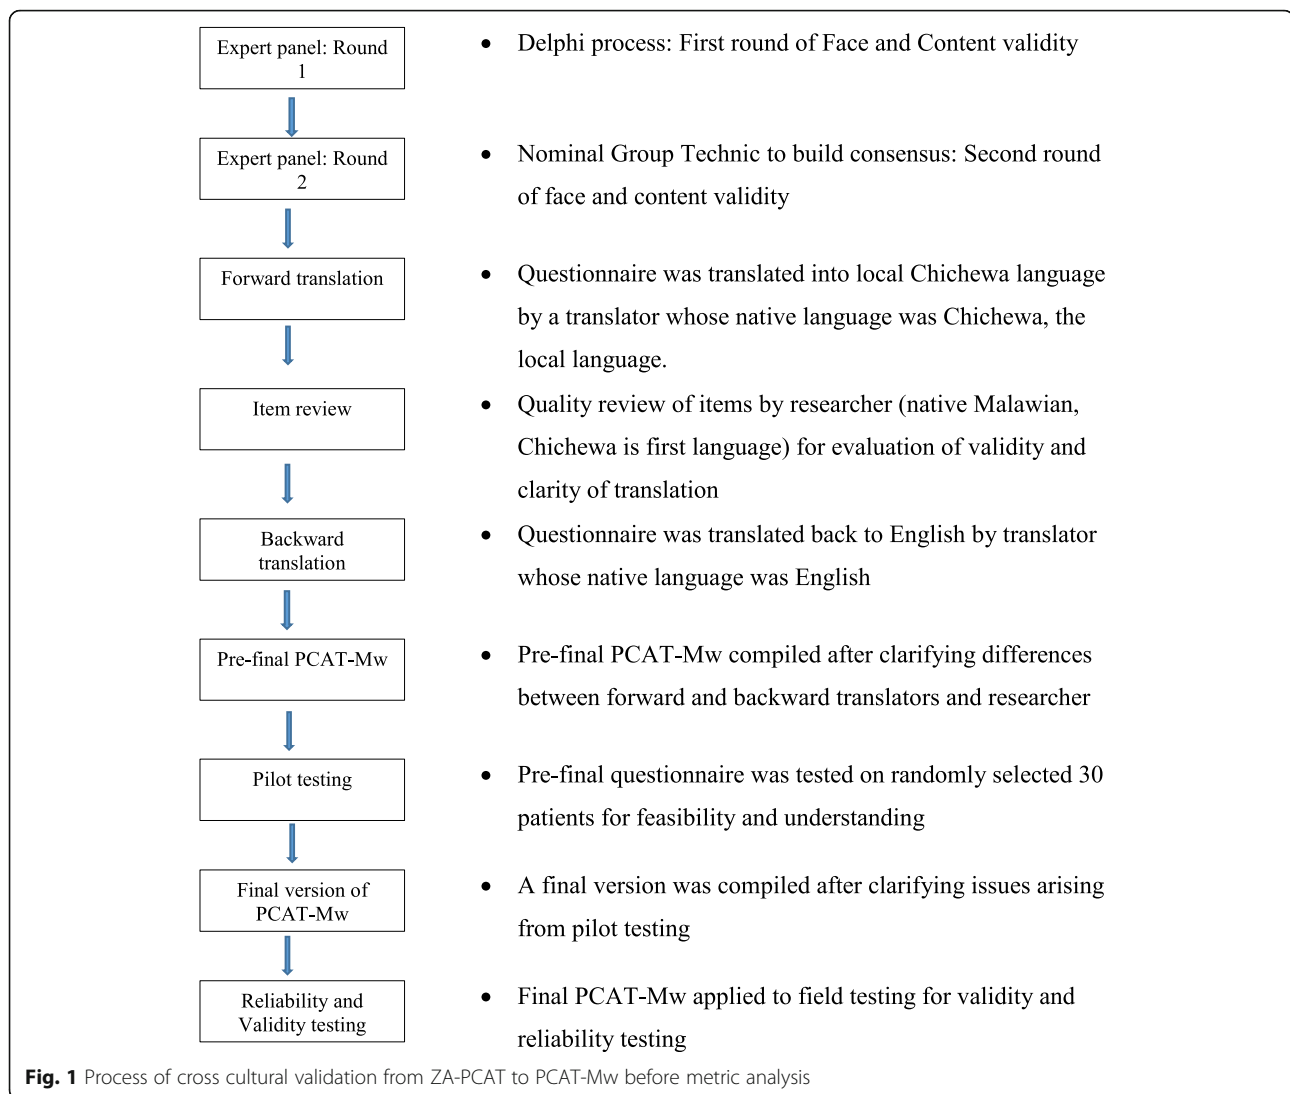 Expert panel: Round
1
• Delphi process: First round of Face and Content validity
Expert panel: Round
2
• Nominal Group Technic to build consensus: Second round
of face and content validity
Forward translation
• Questionnaire was translated into local Chichewa language
by a translator whose native language was Chichewa, the
local language.
Item review
• Quality review of items by researcher (native Malawian,
Chichewa is first language) for evaluation of validity and
clarity of translation
Backward
translation
• Questionnaire was translated back to English by translator
whose native language was English
Pre-final PCAT-Mw
• Pre-final PCAT-Mw compiled after clarifying differences
between forward and backward translators and researcher
Pilot testing
• Pre-final questionnaire was tested on randomly selected 30
patients for feasibility and understanding
Final version of
PCAT-Mw
• A final version was compiled after clarifying issues arising
from pilot testing
Reliability and
Validity testing
• Final PCAT-Mw applied to field testing for validity and
reliability testing
Fig. 1 Process of cross cultural validation from ZA-PCAT to PCAT-Mw before metric analysis